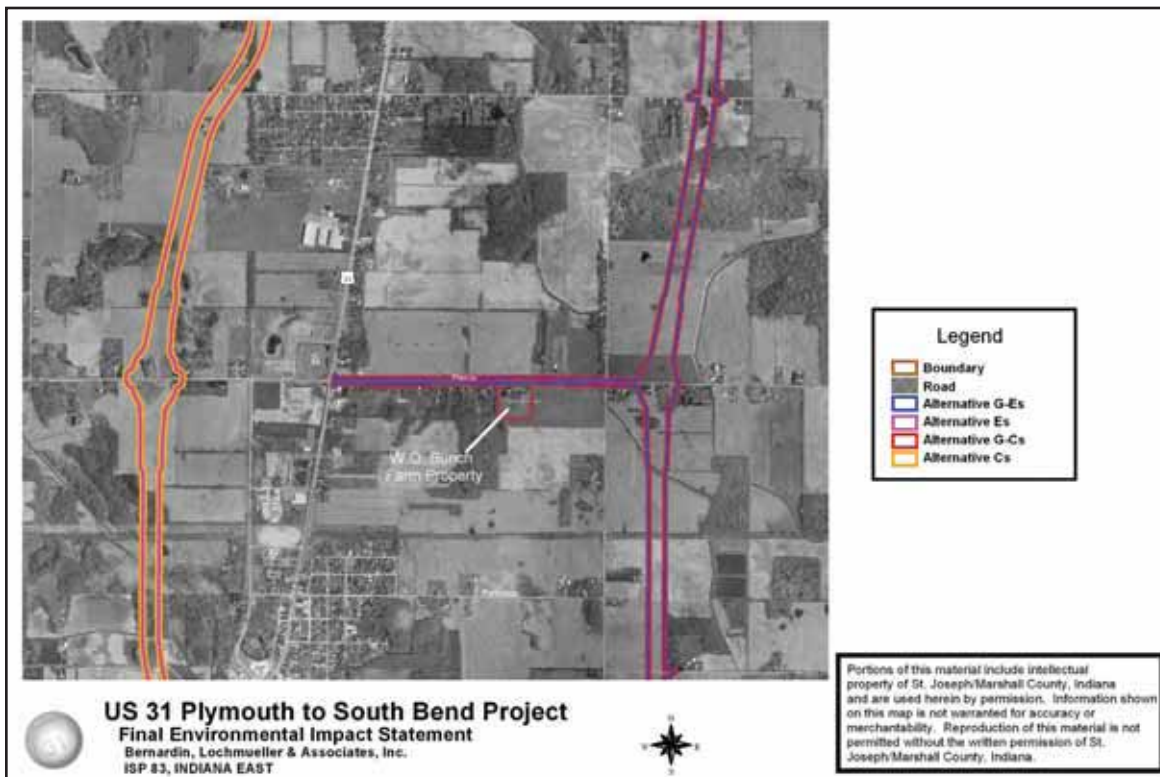 31
W.O. Bunch
Farm Property
Legend
Boundary
Road
Alternative G-Es
Alternative Es
Alternative G-Cs
Alternative Cs
US 31 Plymouth to South Bend Project
Final Environmental Impact Statement
Bernardin, Lochmueller & Associates, Inc.
ISP 83, INDIANA EAST
Portions of this material include intellectual
property of St. Joseph/Marshall County, Indiana
and are used herein by permission. Information shown
on this map is not warranted for accuracy or
merchantability. Reproduction of this material is not
permitted without the written permission of St.
Joseph/Marshall County, Indiana.